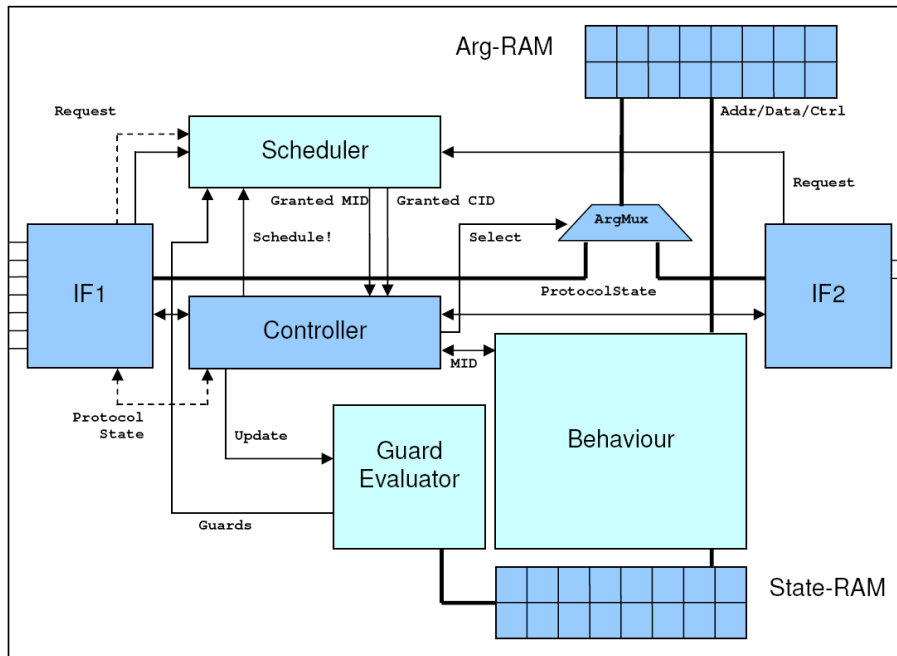 Arg-RAM
Addr/Data/Ctrl
Request
Scheduler
Request
Granted MID
Granted CID
ArgMux
Schedule!
Select
IF1
ProtocolState
IF2
Controller
MID
Protocol
State
Update
Behaviour
Guard
Evaluator
Guards
State-RAM